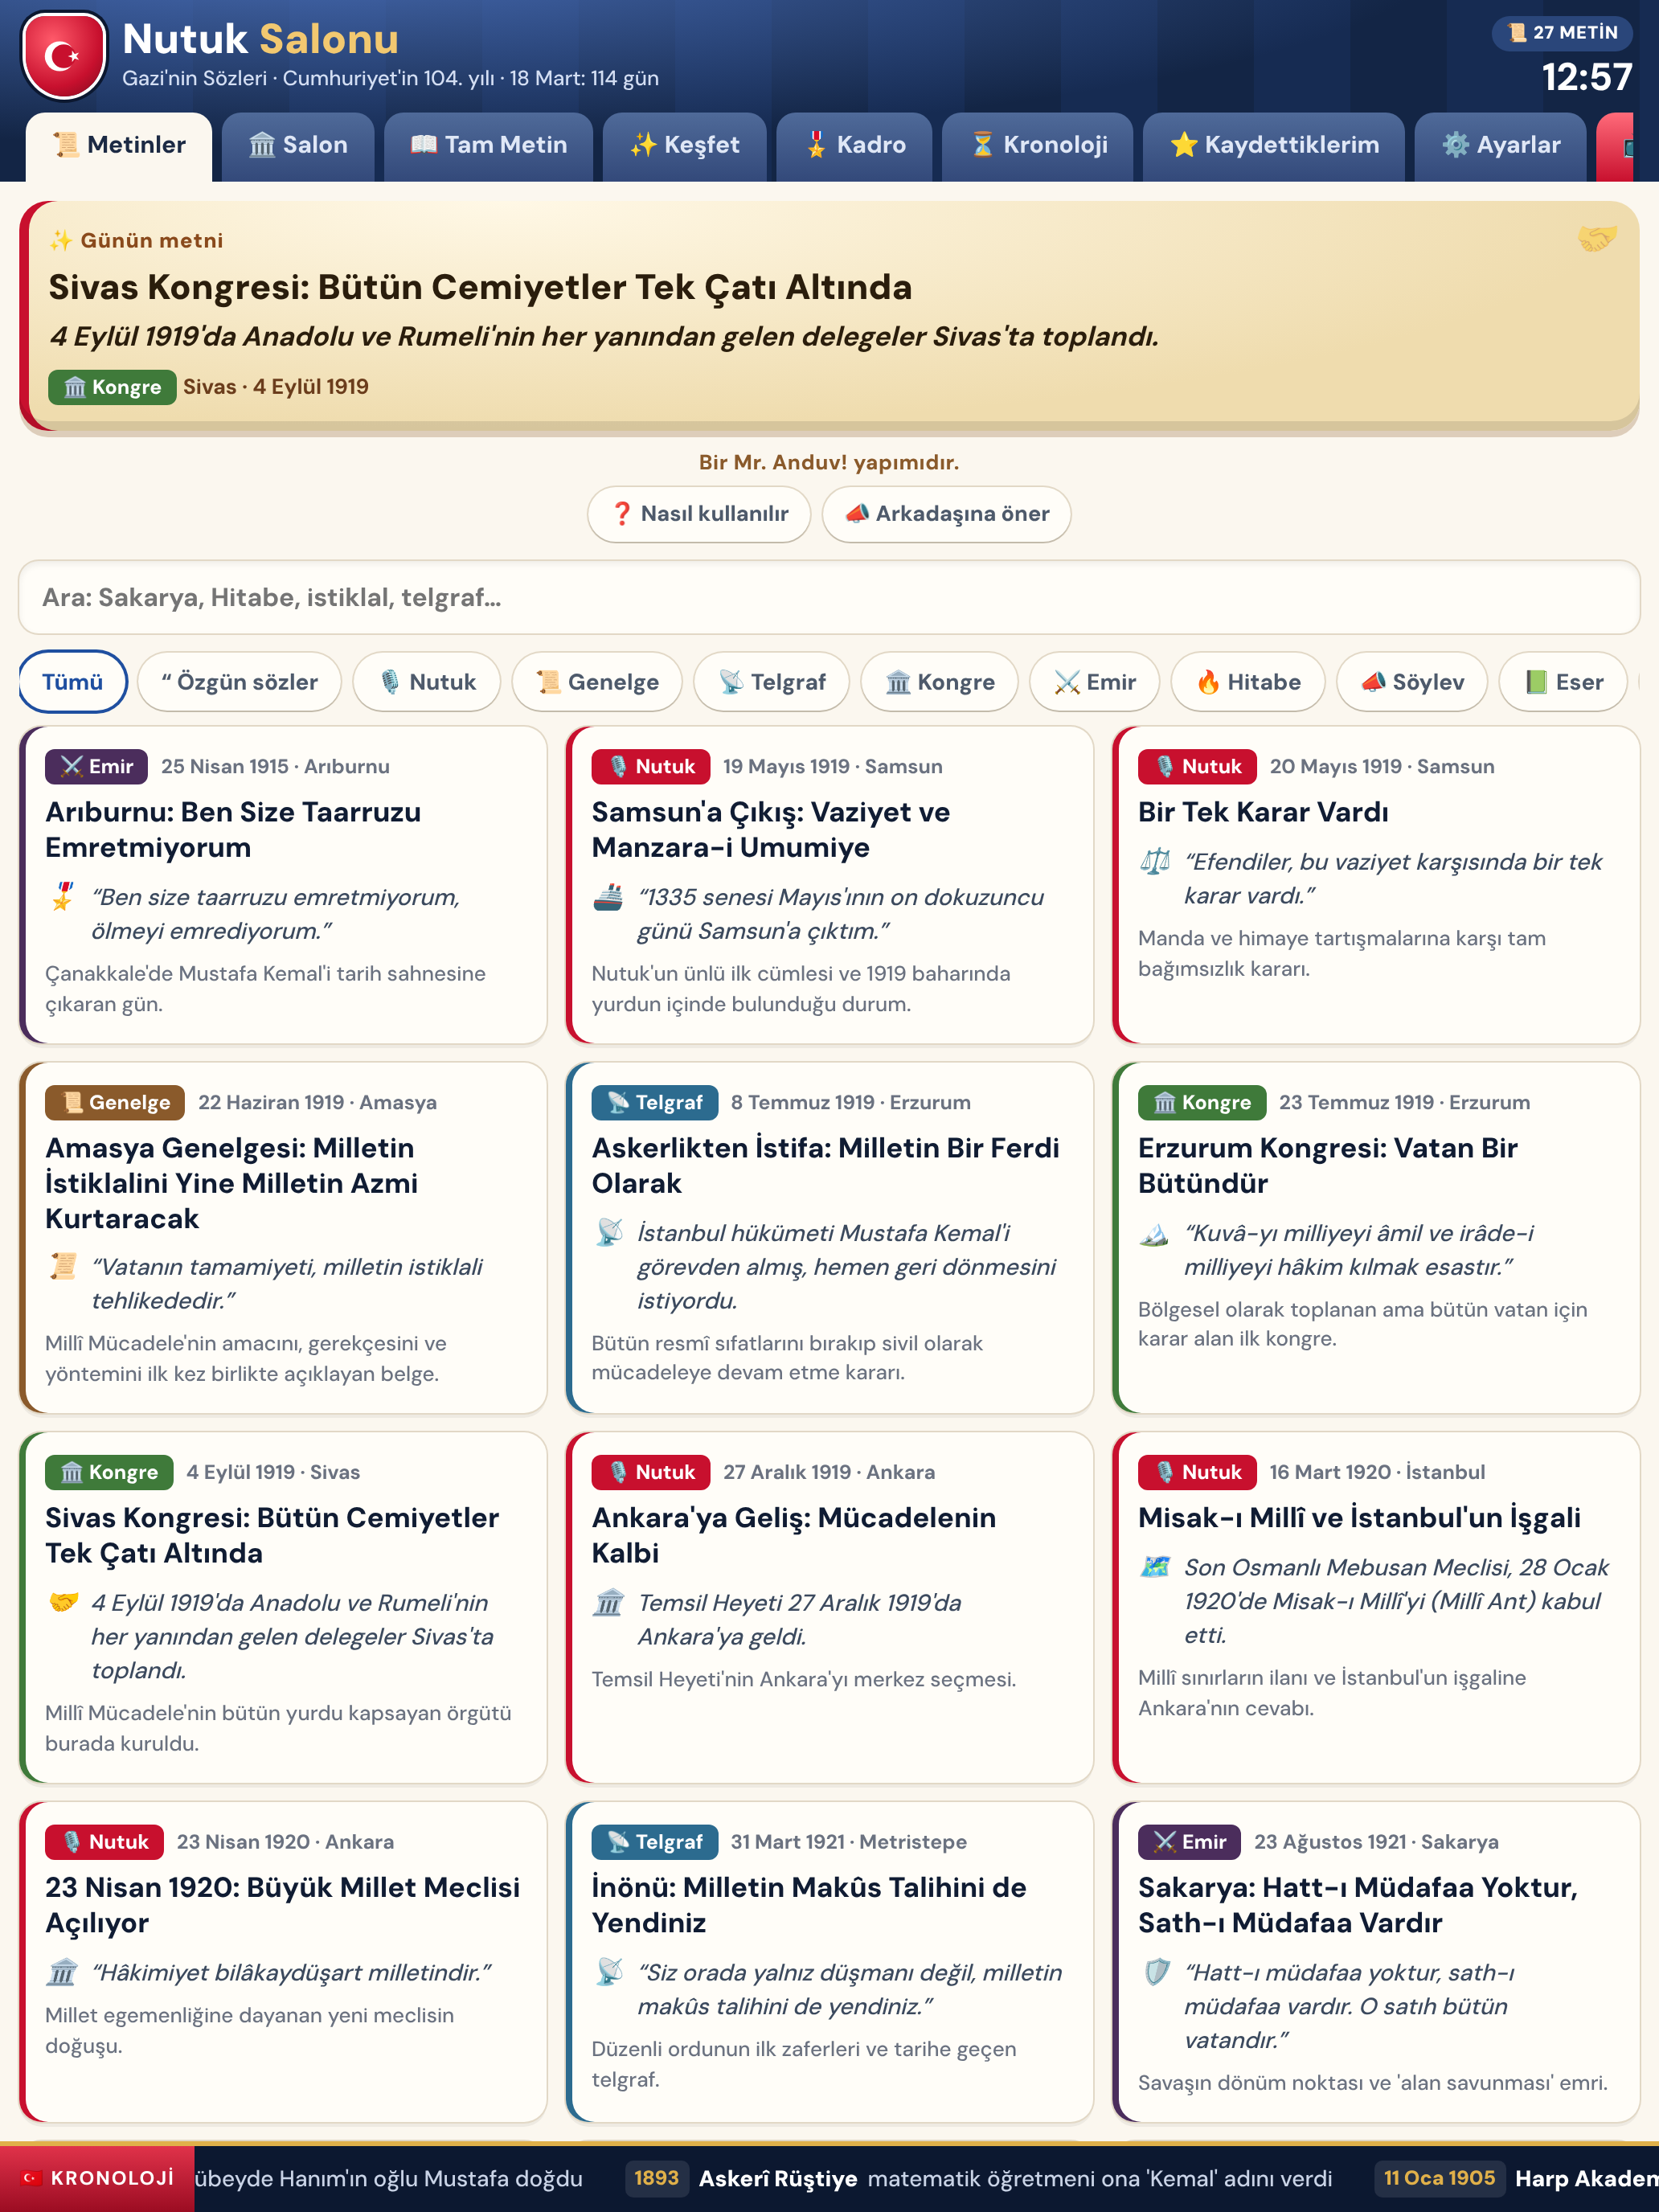 Nutuk Salonu
Gazi'nin Sözleri · Cumhuriyet'in 104. yılı · 18 Mart: 114 gün
📜 27 METİN
12:57
📜 Metinler
🏛️ Salon
📖 Tam Metin
✨ Keşfet
🎖️ Kadro
⏳ Kronoloji
⭐ Kaydettiklerim
⚙️ Ayarlar
✨ Günün metni
Sivas Kongresi: Bütün Cemiyetler Tek Çatı Altında
4 Eylül 1919'da Anadolu ve Rumeli'nin her yanından gelen delegeler Sivas'ta toplandı.
🏛️ Kongre Sivas · 4 Eylül 1919
Bir Mr. Anduv! yapımıdır.
❓ Nasıl kullanılır
📣 Arkadaşına öner
Ara: Sakarya, Hitabe, istiklal, telgraf...
Tümü
“ Özgün sözler
🎙️ Nutuk
📜 Genelge
📡 Telgraf
🏛️ Kongre
⚔️ Emir
🔥 Hitabe
📣 Söylev
📗 Eser
⚔️ Emir 25 Nisan 1915 · Arıburnu
Arıburnu: Ben Size Taarruzu
Emretmiyorum
“Ben size taarruzu emretmiyorum,
ölmeyi emrediyorum.”
Çanakkale'de Mustafa Kemal'i tarih sahnesine
çıkaran gün.
🎙️ Nutuk 19 Mayıs 1919 · Samsun
Samsun'a Çıkış: Vaziyet ve
Manzara-i Umumiye
“1335 senesi Mayıs'ının on dokuzuncu
günü Samsun'a çıktım.”
Nutuk'un ünlü ilk cümlesi ve 1919 baharında
yurdun içinde bulunduğu durum.
🎙️ Nutuk 20 Mayıs 1919 · Samsun
Bir Tek Karar Vardı
“Efendiler, bu vaziyet karşısında bir tek
karar vardı.”
Manda ve himaye tartışmalarına karşı tam
bağımsızlık kararı.
📜 Genelge 22 Haziran 1919 · Amasya
Amasya Genelgesi: Milletin
İstiklalini Yine Milletin Azmi
Kurtaracak
“Vatanın tamamiyeti, milletin istiklali
tehlikededir.”
Millî Mücadele'nin amacını, gerekçesini ve
yöntemini ilk kez birlikte açıklayan belge.
📡 Telgraf 8 Temmuz 1919 · Erzurum
Askerlikten İstifa: Milletin Bir Ferdi
Olarak
İstanbul hükümeti Mustafa Kemal'i
görevden almış, hemen geri dönmesini
istiyordu.
Bütün resmî sıfatlarını bırakıp sivil olarak
mücadeleye devam etme kararı.
🏛️ Kongre 23 Temmuz 1919 · Erzurum
Erzurum Kongresi: Vatan Bir
Bütündür
“Kuvâ-yı milliyeyi âmil ve irâde-i
milliyeyi hâkim kılmak esastır.”
Bölgesel olarak toplanan ama bütün vatan için
karar alan ilk kongre.
🏛️ Kongre 4 Eylül 1919 · Sivas
Sivas Kongresi: Bütün Cemiyetler
Tek Çatı Altında
4 Eylül 1919'da Anadolu ve Rumeli'nin
her yanından gelen delegeler Sivas'ta
toplandı.
Millî Mücadele'nin bütün yurdu kapsayan örgütü
burada kuruldu.
🎙️ Nutuk 27 Aralık 1919 · Ankara
Ankara'ya Geliş: Mücadelenin
Kalbi
Temsil Heyeti 27 Aralık 1919'da
Ankara'ya geldi.
Temsil Heyeti'nin Ankara'yı merkez seçmesi.
🎙️ Nutuk 16 Mart 1920 · İstanbul
Misak-ı Millî ve İstanbul'un İşgali
Son Osmanlı Mebusan Meclisi, 28 Ocak
1920'de Misak-ı Millî'yi (Millî Ant) kabul
etti.
Millî sınırların ilanı ve İstanbul'un işgaline
Ankara'nın cevabı.
🎙️ Nutuk 23 Nisan 1920 · Ankara
23 Nisan 1920: Büyük Millet Meclisi
Açılıyor
“Hâkimiyet bilâkaydüşart milletindir.”
Millet egemenliğine dayanan yeni meclisin
doğuşu.
📡 Telgraf 31 Mart 1921 · Metristepe
İnönü: Milletin Makûs Talihini de
Yendiniz
“Siz orada yalnız düşmanı değil, milletin
makûs talihini de yendiniz.”
Düzenli ordunun ilk zaferleri ve tarihe geçen
telgraf.
⚔️ Emir 23 Ağustos 1921 · Sakarya
Sakarya: Hatt-ı Müdafaa Yoktur,
Sath-ı Müdafaa Vardır
“Hatt-ı müdafaa yoktur, sath-ı
müdafaa vardır. O satıh bütün
vatandır.”
Savaşın dönüm noktası ve 'alan savunması' emri.
🇹🇷 KRONOLOJİ
übeyde Hanım'ın oğlu Mustafa doğdu 1893 Askerî Rüştiye matematik öğretmeni ona 'Kemal' adını verdi 11 Oca 1905 Harp Akadem